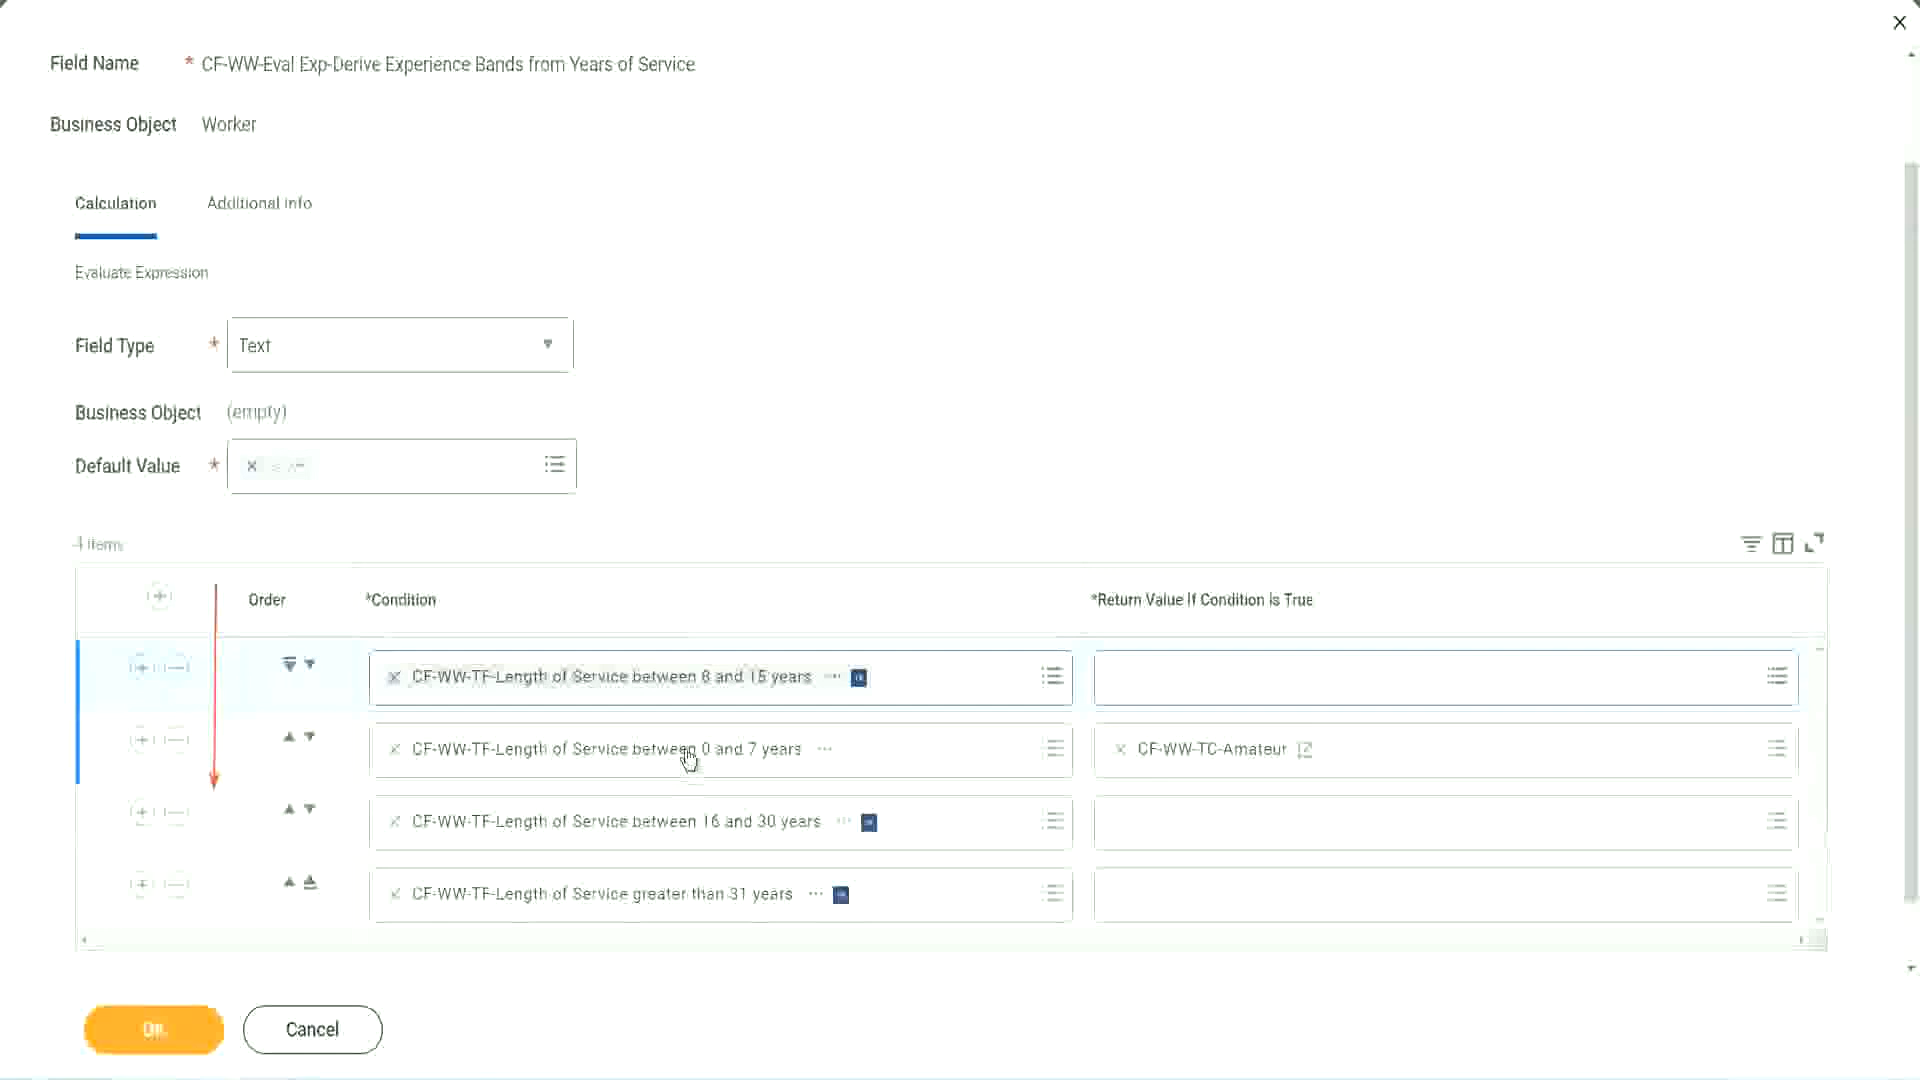 Field Name * CF-WW-Eval Exp-Derive Experience Bands from Years of Service
Business Object Worker
Calculation Additional Info
Evaluate Expression
Field Type * Text
Business Object (empty)
Default Value *
4 items
Order *Condition *Return Value If Condition is True
CF-WW-TF-Length of Service between 8 and 15 years
CF-WW-TF-Length of Service between 0 and 7 years CF-WW-TC-Amateur
CF-WW-TF-Length of Service between 16 and 30 years
CF-WW-TF-Length of Service greater than 31 years
OK Cancel